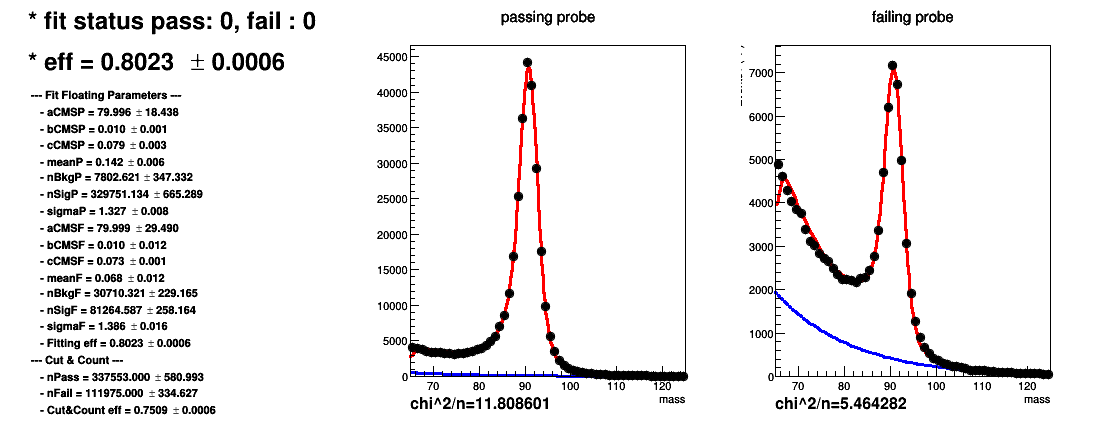 * fit status pass: 0, fail : 0
* eff = 0.8023 ± 0.0006
--- Fit Floating Parameters ---
- aCMSP = 79.996 ± 18.438
- bCMSP = 0.010 ± 0.001
- cCMSP = 0.079 ± 0.003
- meanP = 0.142 ± 0.006
- nBkgP = 7802.621 ± 347.332
- nSigP = 329751.134 ± 665.289
- sigmaP = 1.327 ± 0.008
- aCMSF = 79.999 ± 29.490
- bCMSF = 0.010 ± 0.012
- cCMSF = 0.073 ± 0.001
- meanF = 0.068 ± 0.012
- nBkgF = 30710.321 ± 229.165
- nSigF = 81264.587 ± 258.164
- sigmaF = 1.386 ± 0.016
- Fitting eff = 0.8023 ± 0.0006
--- Cut & Count ---
- nPass = 337553.000 ± 580.993
- nFail = 111975.000 ± 334.627
- Cut&Count eff = 0.7509 ± 0.0006
passing probe
45000
40000
35000
30000
25000
20000
15000
10000
5000
0
70 80 90 100 110 120
mass
chi^2/n=11.808601
failing probe
7000
6000
5000
4000
3000
2000
1000
0
70 80 90 100 110 120
mass
chi^2/n=5.464282